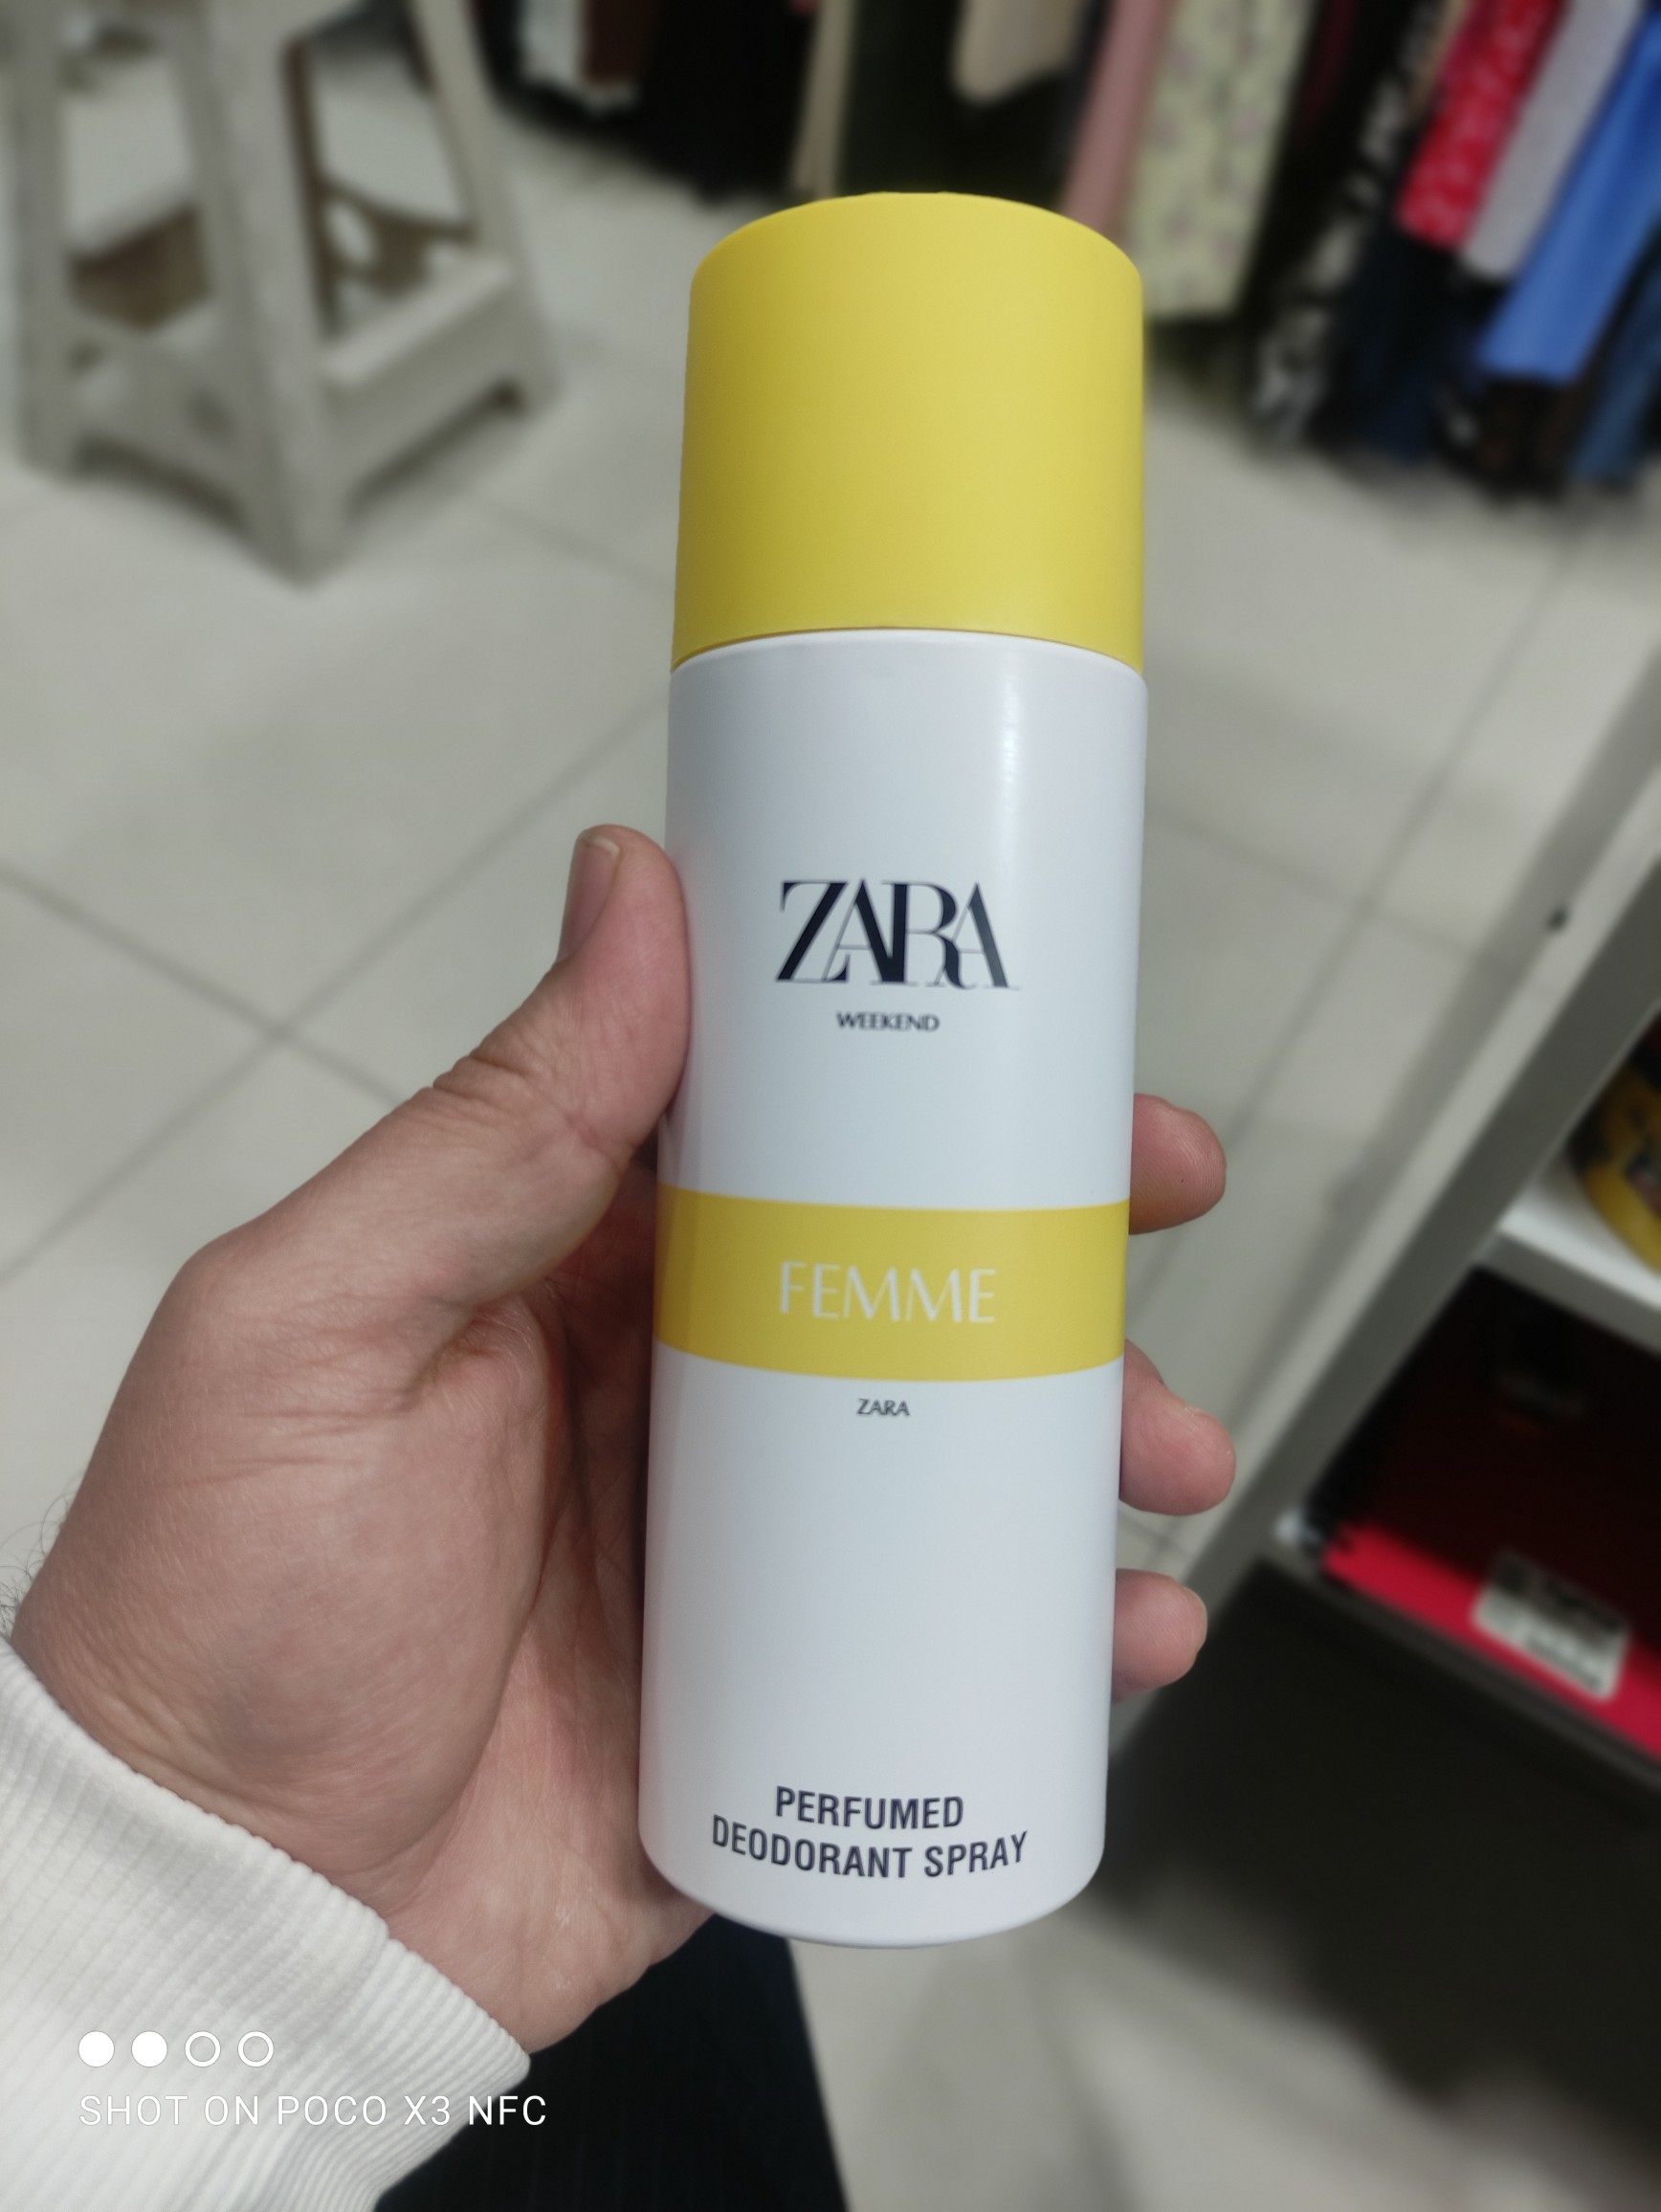 ZARA
WEEKEND
FEMME
ZARA
PERFUMED
DEODORANT SPRAY
SHOT ON POCO X3 NFC